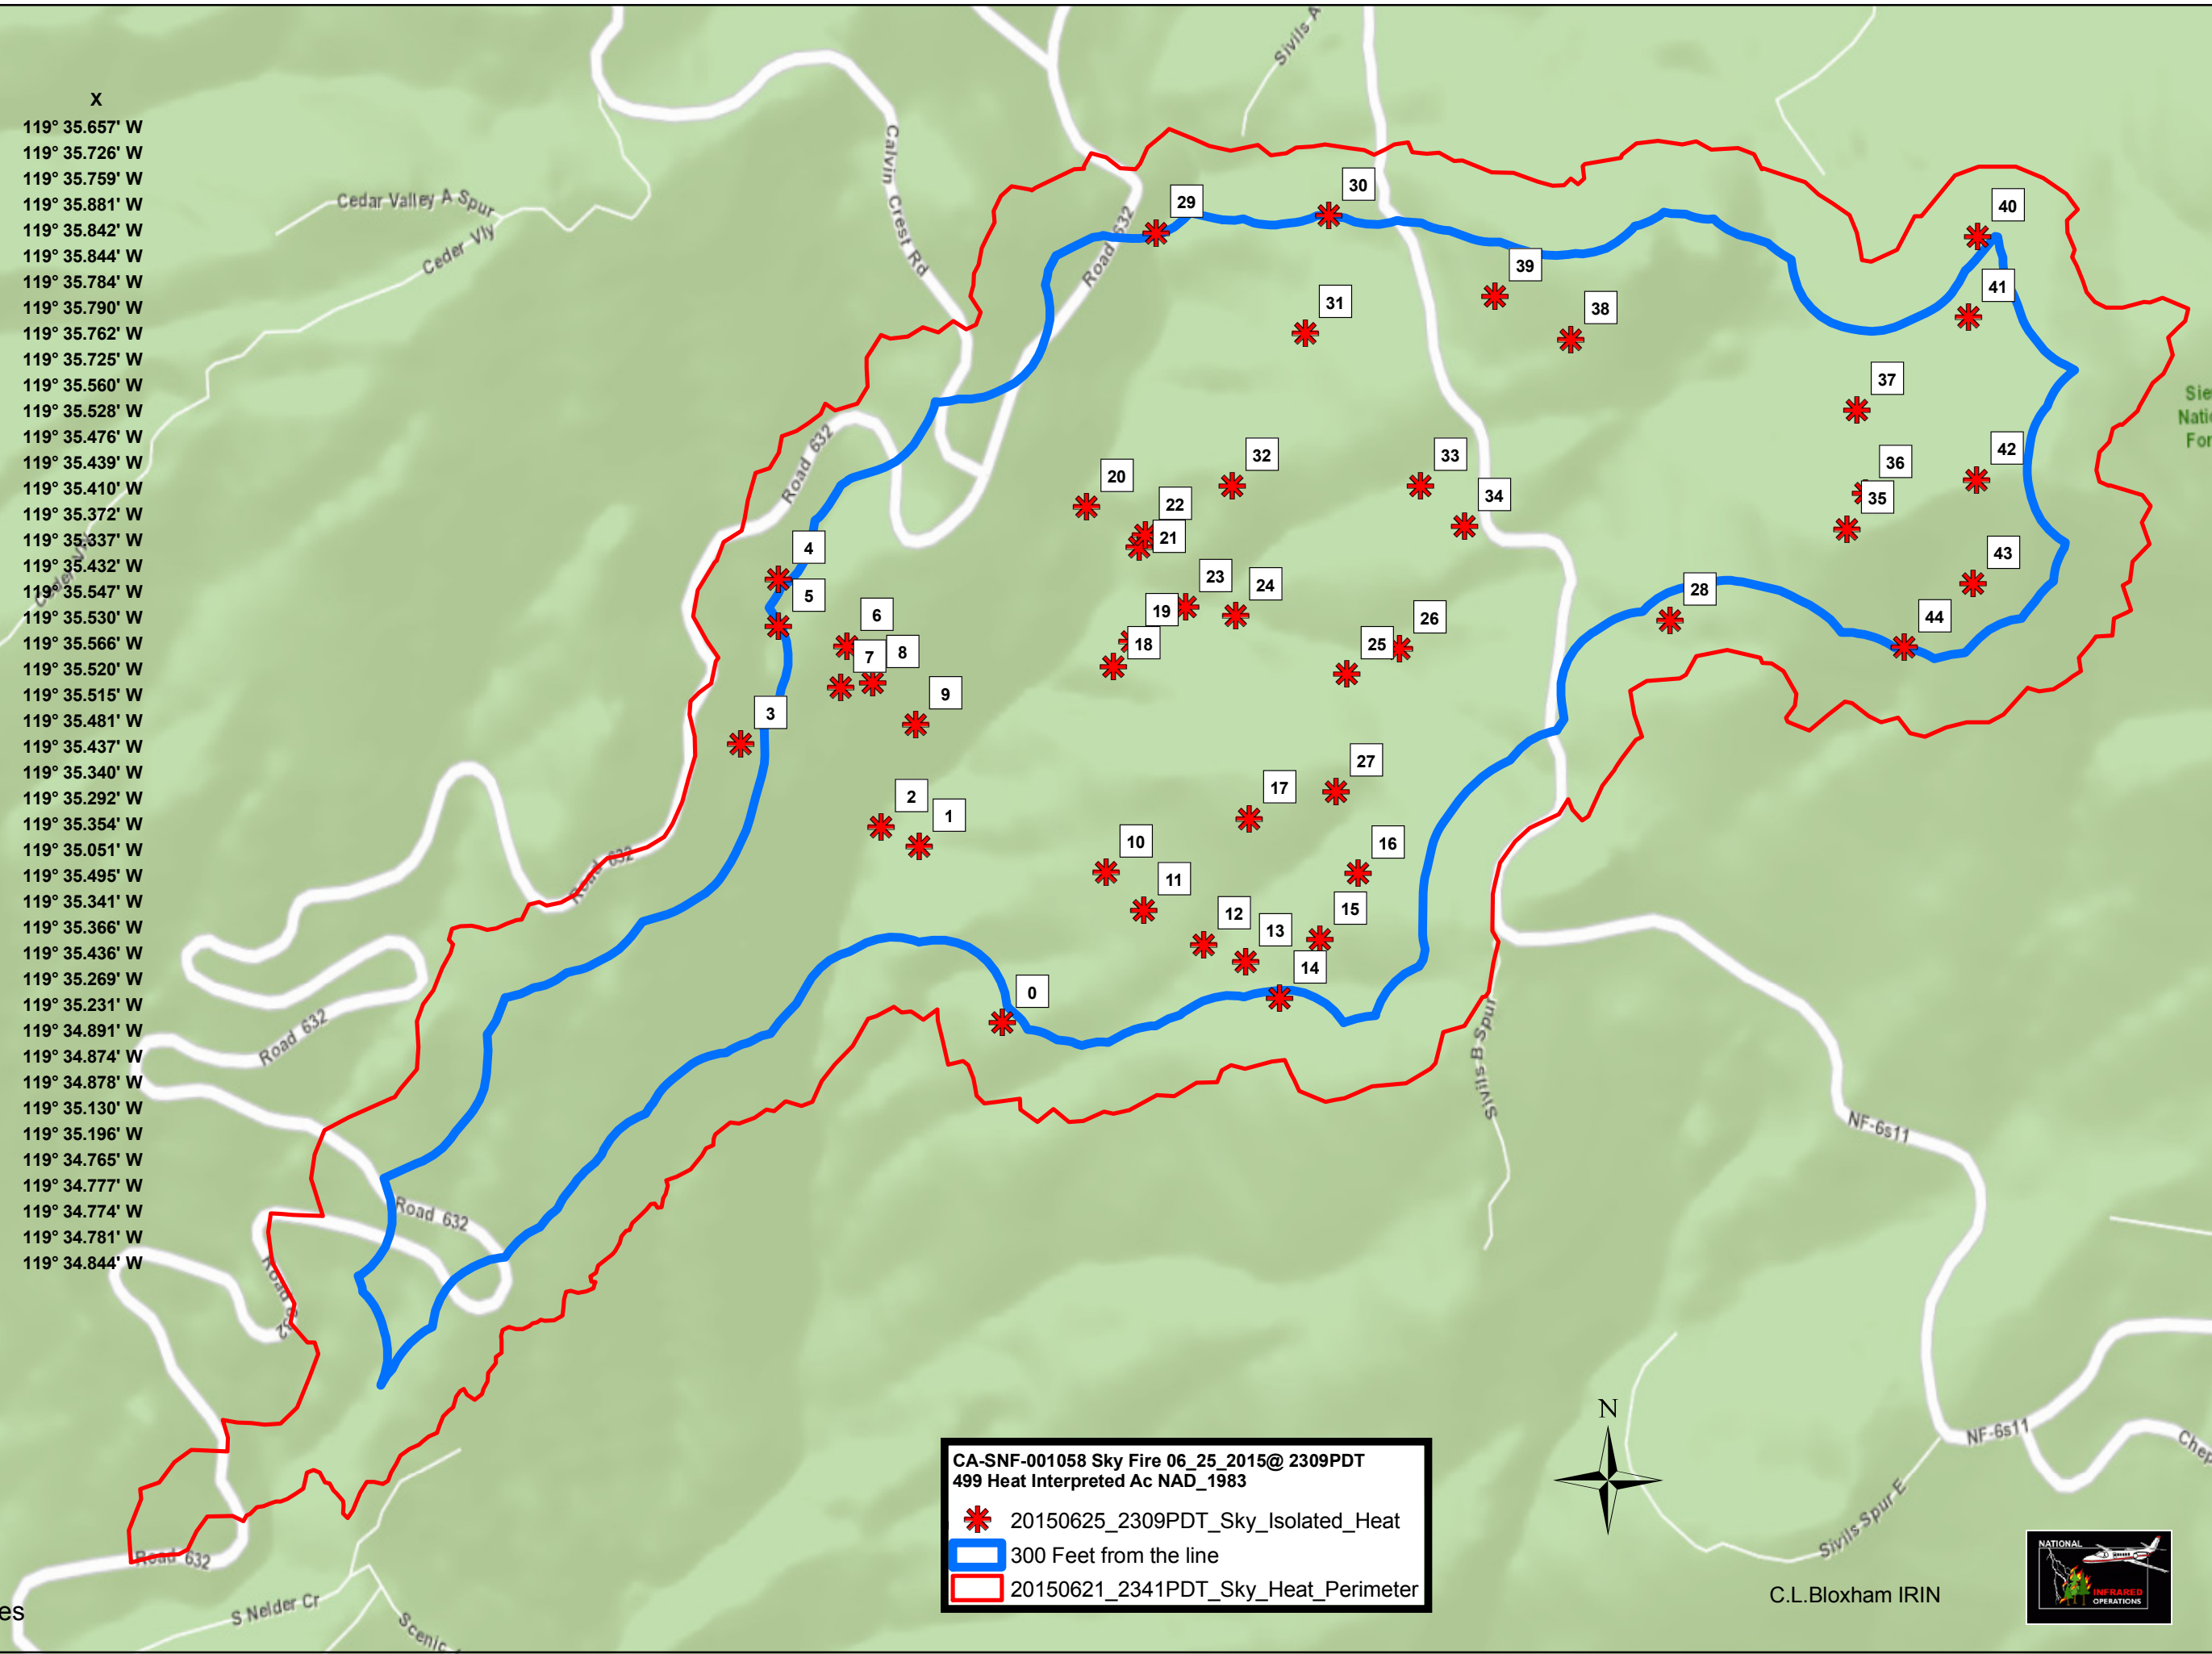 X
119° 35.657' W
119° 35.726' W
119° 35.759' W
119° 35.881' W
119° 35.842' W
119° 35.844' W
119° 35.784' W
119° 35.790' W
119° 35.762' W
119° 35.725' W
119° 35.560' W
119° 35.528' W
119° 35.476' W
119° 35.439' W
119° 35.410' W
119° 35.372' W
119° 35.337' W
119° 35.432' W
119° 35.547' W
119° 35.530' W
119° 35.566' W
119° 35.520' W
119° 35.515' W
119° 35.481' W
119° 35.437' W
119° 35.340' W
119° 35.292' W
119° 35.354' W
119° 35.051' W
119° 35.495' W
119° 35.341' W
119° 35.366' W
119° 35.436' W
119° 35.269' W
119° 35.231' W
119° 34.891' W
119° 34.874' W
119° 34.878' W
119° 35.130' W
119° 35.196' W
119° 34.765' W
119° 34.777' W
119° 34.774' W
119° 34.781' W
119° 34.844' W
Sivils A
Calvin Crest Rd
Cedar Valley A Spur
Ceder Vly
Road 632
29
30
40
39
41
31
38
37
Sie
Natio
For
32
33
42
36
20
34
35
22
21
4
43
23
24
5
28
19
6
26
44
18
25
8
7
9
3
27
17
2
1
10
16
11
15
12
13
14
0
Road 632
Road 632
Road 632
Road 632
Road 632
Road 632
Sivils B Spur
NF-6s11
NF-6s11
Chep
Sivils Spur E
S Nelder Cr
Scenic
es
N
CA-SNF-001058 Sky Fire 06_25_2015@ 2309PDT
499 Heat Interpreted Ac NAD_1983
20150625_2309PDT_Sky_Isolated_Heat
300 Feet from the line
20150621_2341PDT_Sky_Heat_Perimeter
C.L.Bloxham IRIN
NATIONAL
INFRARED
OPERATIONS